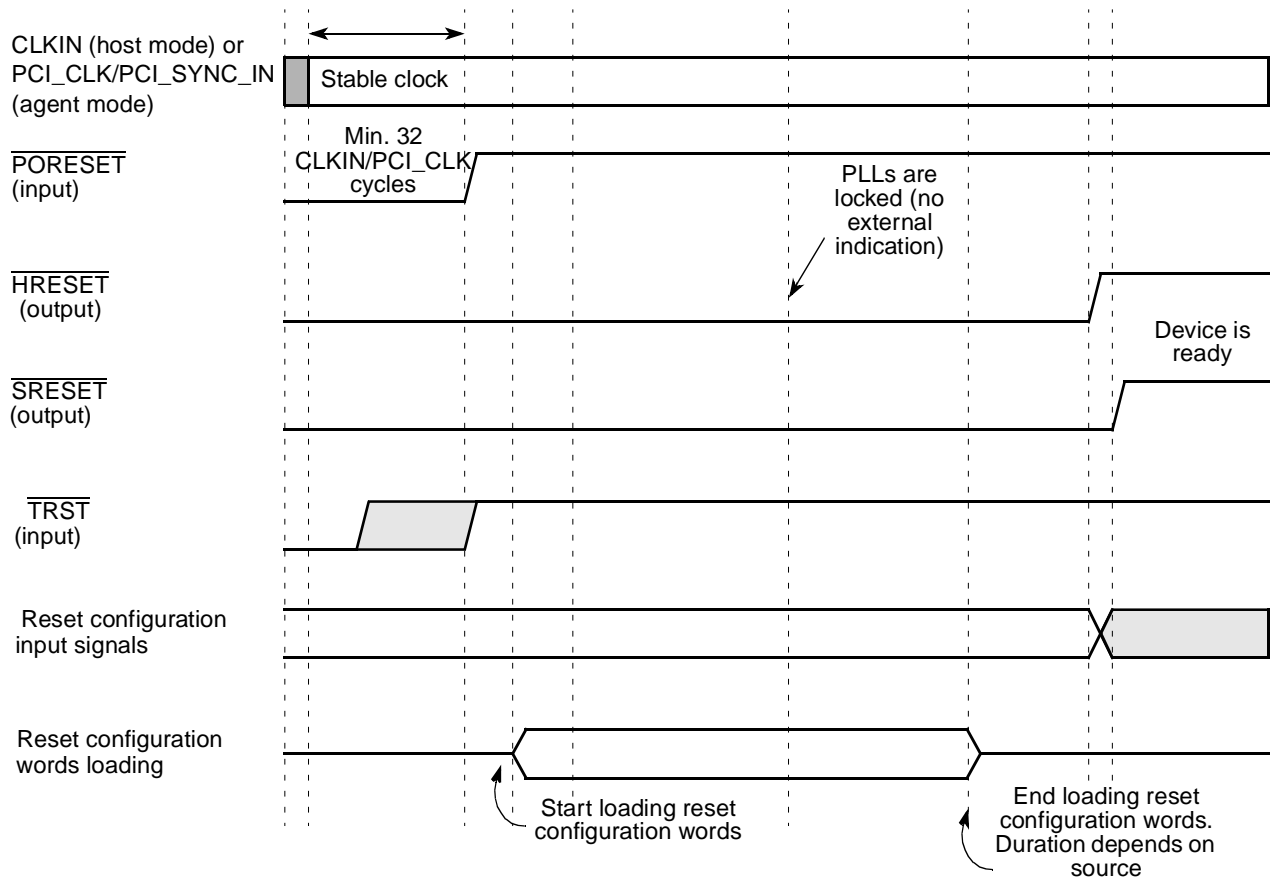 CLKIN (host mode) or
PCI_CLK/PCI_SYNC_IN
(agent mode)
Stable clock
PORESET
(input)
Min. 32
CLKIN/PCI_CLK
cycles
PLLs are
locked (no
external
indication)
HRESET
(output)
Device is
ready
SRESET
(output)
TRST
(input)
Reset configuration
input signals
Reset configuration
words loading
Start loading reset
configuration words
End loading reset
configuration words.
Duration depends on
source